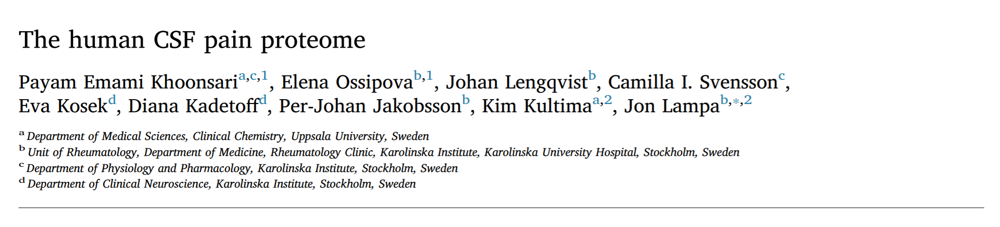 The human CSF pain proteome
Payam Emami Khoonsari a,c,1, Elena Ossipova b,1, Johan Lengqvist b, Camilla I. Svensson c,
Eva Kosek d, Diana Kadetoff d, Per-Johan Jakobsson b, Kim Kultima a,2, Jon Lampa b,*,2
a Department of Medical Sciences, Clinical Chemistry, Uppsala University, Sweden
b Unit of Rheumatology, Department of Medicine, Rheumatology Clinic, Karolinska Institute, Karolinska University Hospital, Stockholm, Sweden
c Department of Physiology and Pharmacology, Karolinska Institute, Stockholm, Sweden
d Department of Clinical Neuroscience, Karolinska Institute, Stockholm, Sweden